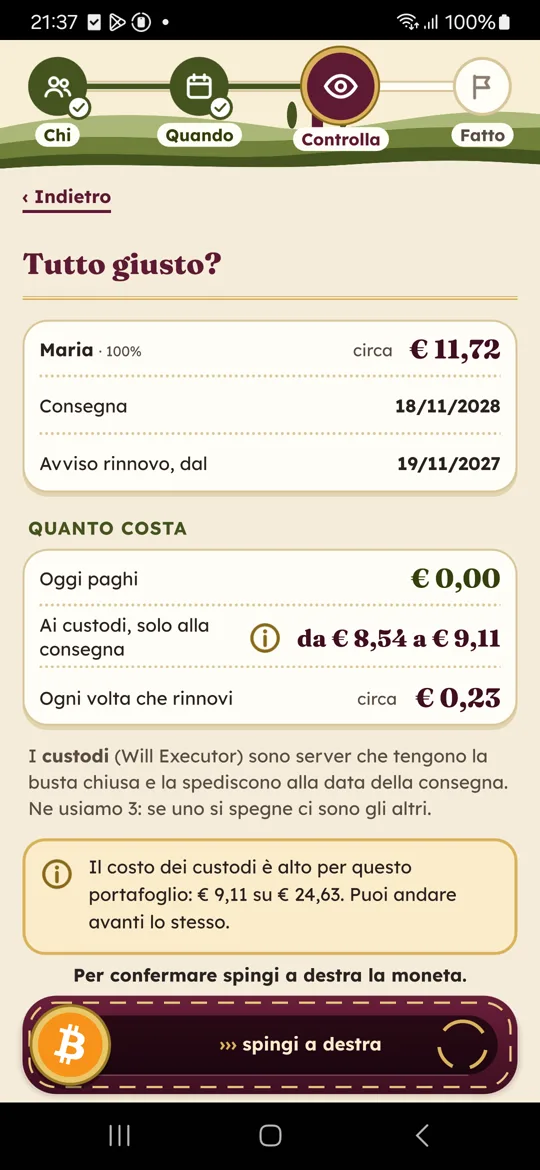 21:37
100%
Chi
Quando
Controlla
Fatto
‹ Indietro
Tutto giusto?
Maria · 100% circa € 11,72
Consegna 18/11/2028
Avviso rinnovo, dal 19/11/2027
QUANTO COSTA
Oggi paghi € 0,00
Ai custodi, solo alla
consegna
da € 8,54 a € 9,11
Ogni volta che rinnovi circa € 0,23
I custodi (Will Executor) sono server che tengono la
busta chiusa e la spediscono alla data della consegna.
Ne usiamo 3: se uno si spegne ci sono gli altri.
Il costo dei custodi è alto per questo
portafoglio: € 9,11 su € 24,63. Puoi andare
avanti lo stesso.
Per confermare spingi a destra la moneta.
››› spingi a destra